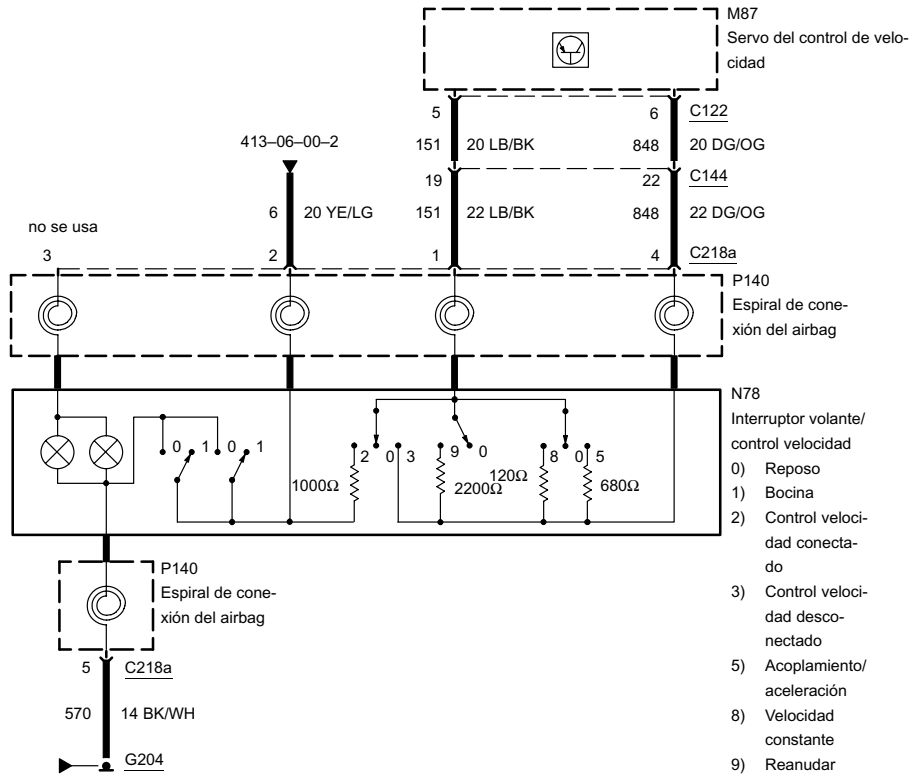 M87
Servo del control de velo-
cidad
5 6 C122
151 20 LB/BK 848 20 DG/OG
413–06–00–2
19 22 C144
6 20 YE/LG 151 22 LB/BK 848 22 DG/OG
no se usa
3 2 1 4 C218a
P140
Espiral de cone-
xión del airbag
N78
Interruptor volante/
control velocidad
0 1 0 1 2 0 3 9 0 8 0 5
1000Ω 2200Ω 120Ω 680Ω
0) Reposo
1) Bocina
2) Control veloci-
dad conecta-
do
3) Control veloci-
dad desco-
nectado
5) Acoplamiento/
aceleración
8) Velocidad
constante
9) Reanudar
P140
Espiral de cone-
xión del airbag
5 C218a
570 14 BK/WH
G204